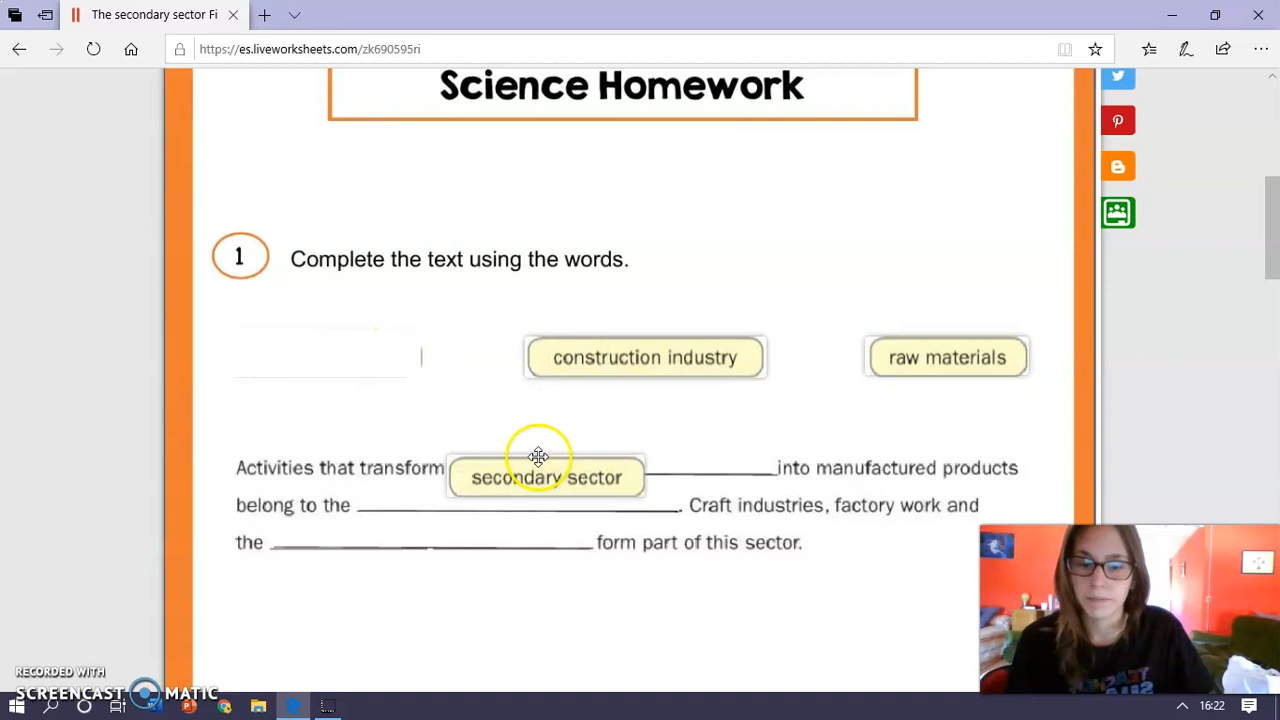 The secondary sector Fi
https://es.liveworksheets.com/zk690595ri
Science Homework
1 Complete the text using the words.
construction industry raw materials
Activities that transform secondary sector into manufactured products
belong to the ____. Craft industries, factory work and
the ____ form part of this sector.
RECORDED WITH
SCREENCAST MATIC
16:22